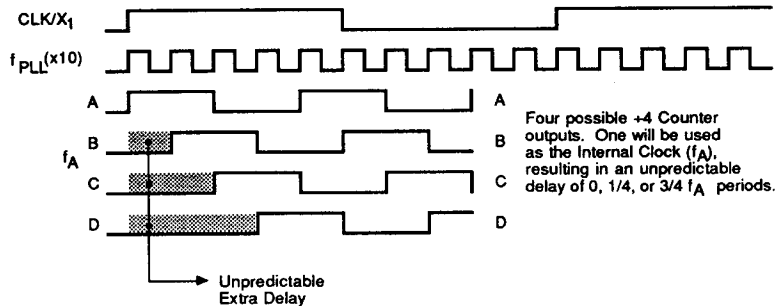 CLK/X1
f PLL(x10)
A
A
Four possible +4 Counter
outputs. One will be used
as the Internal Clock (fA),
resulting in an unpredictable
delay of 0, 1/4, or 3/4 fA periods.
B
B
fA
C
C
D
D
Unpredictable
Extra Delay